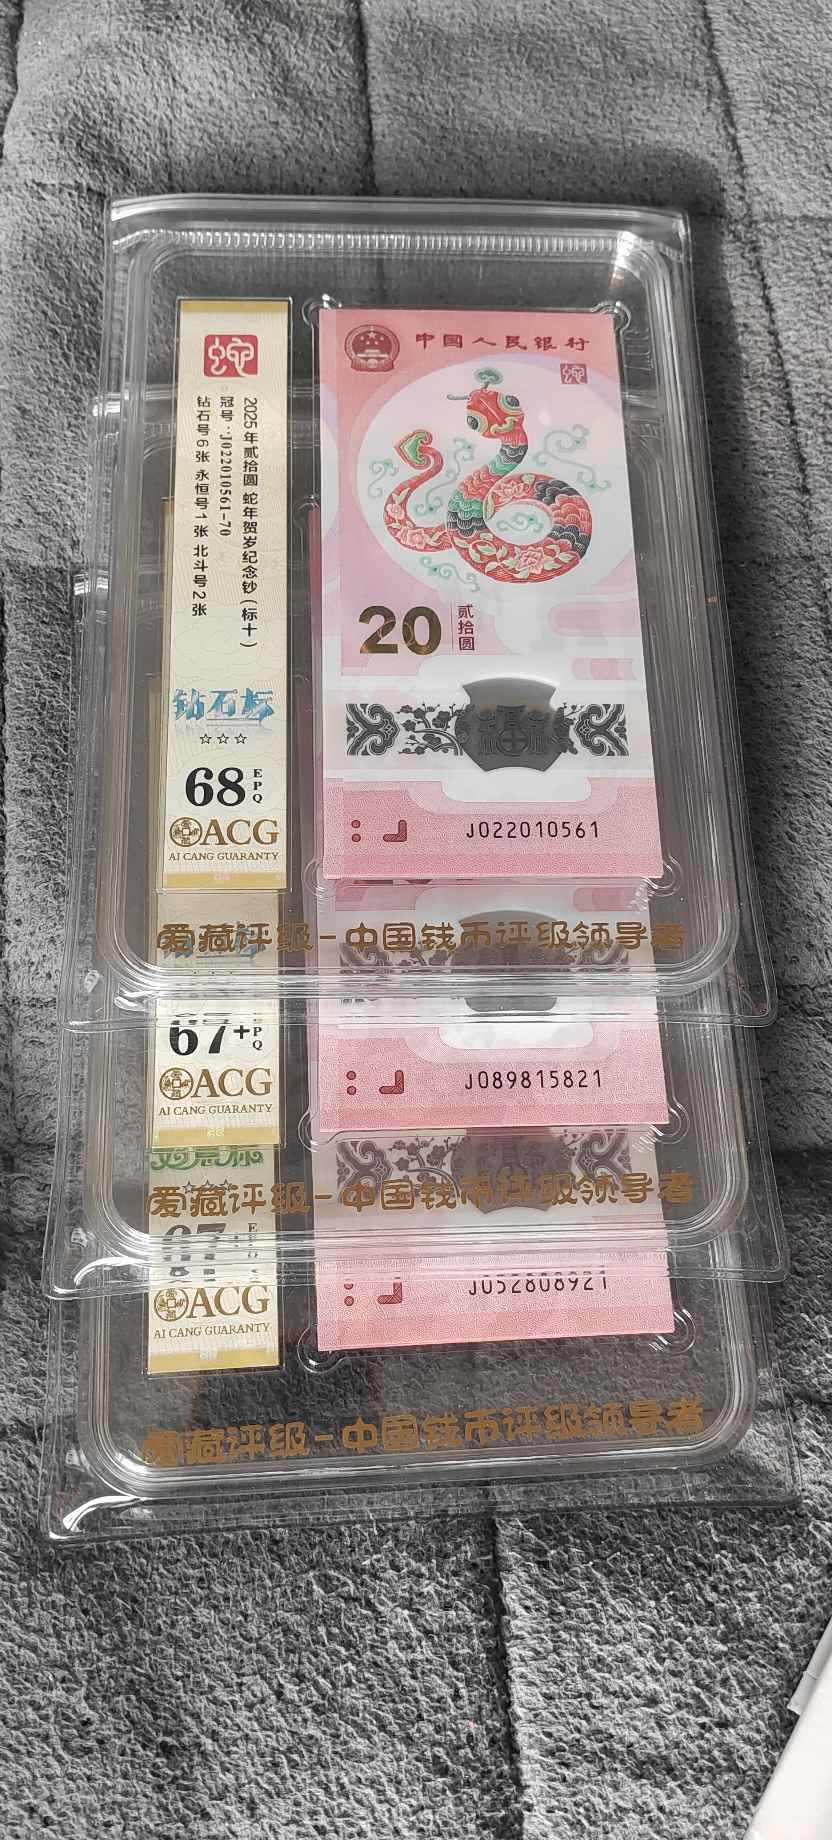 蛇
2025年贰拾圆 蛇年贺岁纪念钞(标十)
冠号:J022010561-70
钻石号6张 永恒号1张 北斗号2张
钻石标
☆☆☆
68 EPQ
ACG
AI CANG GUARANTY
中国人民银行
蛇
20 贰拾圆
福
J022010561
爱藏评级-中国钱币评级领导者
67+ EPQ
ACG
AI CANG GUARANTY
J089815821
爱藏评级-中国钱币评级领导者
67
ACG
AI CANG GUARANTY
J052808921
爱藏评级-中国钱币评级领导者